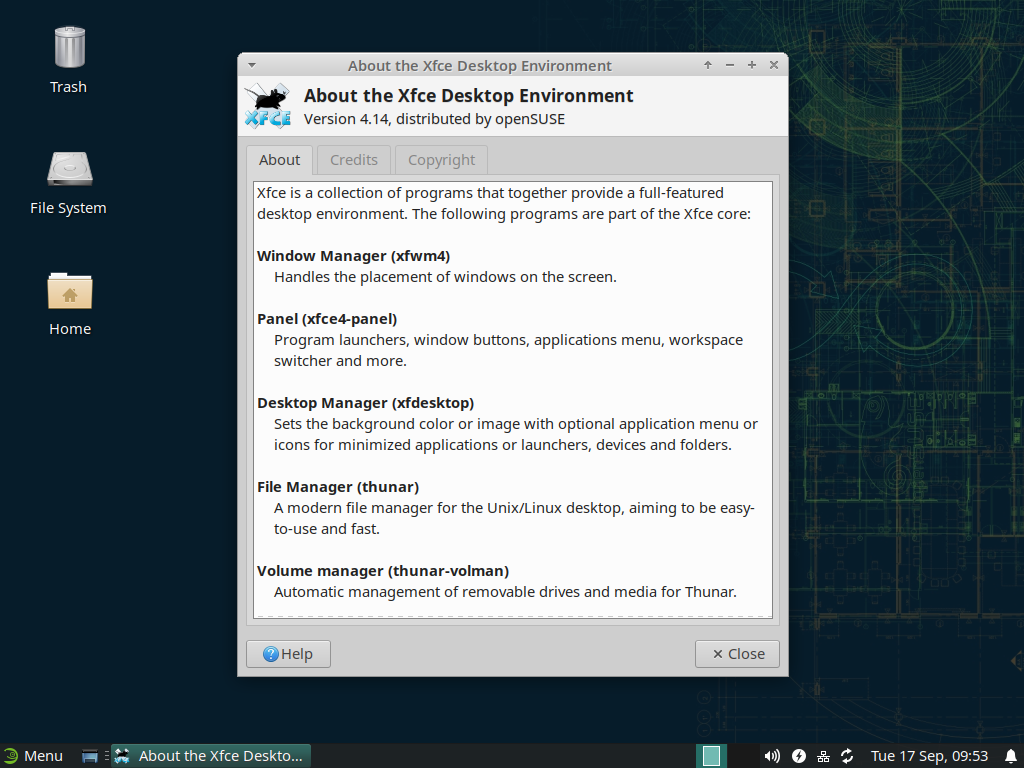 Trash
File System
Home
About the Xfce Desktop Environment
XFCE
About the Xfce Desktop Environment
Version 4.14, distributed by openSUSE
About
Credits
Copyright
Xfce is a collection of programs that together provide a full-featured
desktop environment. The following programs are part of the Xfce core:
Window Manager (xfwm4)
Handles the placement of windows on the screen.
Panel (xfce4-panel)
Program launchers, window buttons, applications menu, workspace
switcher and more.
Desktop Manager (xfdesktop)
Sets the background color or image with optional application menu or
icons for minimized applications or launchers, devices and folders.
File Manager (thunar)
A modern file manager for the Unix/Linux desktop, aiming to be easy-
to-use and fast.
Volume manager (thunar-volman)
Automatic management of removable drives and media for Thunar.
Help
Close
Menu
About the Xfce Deskto...
Tue 17 Sep, 09:53